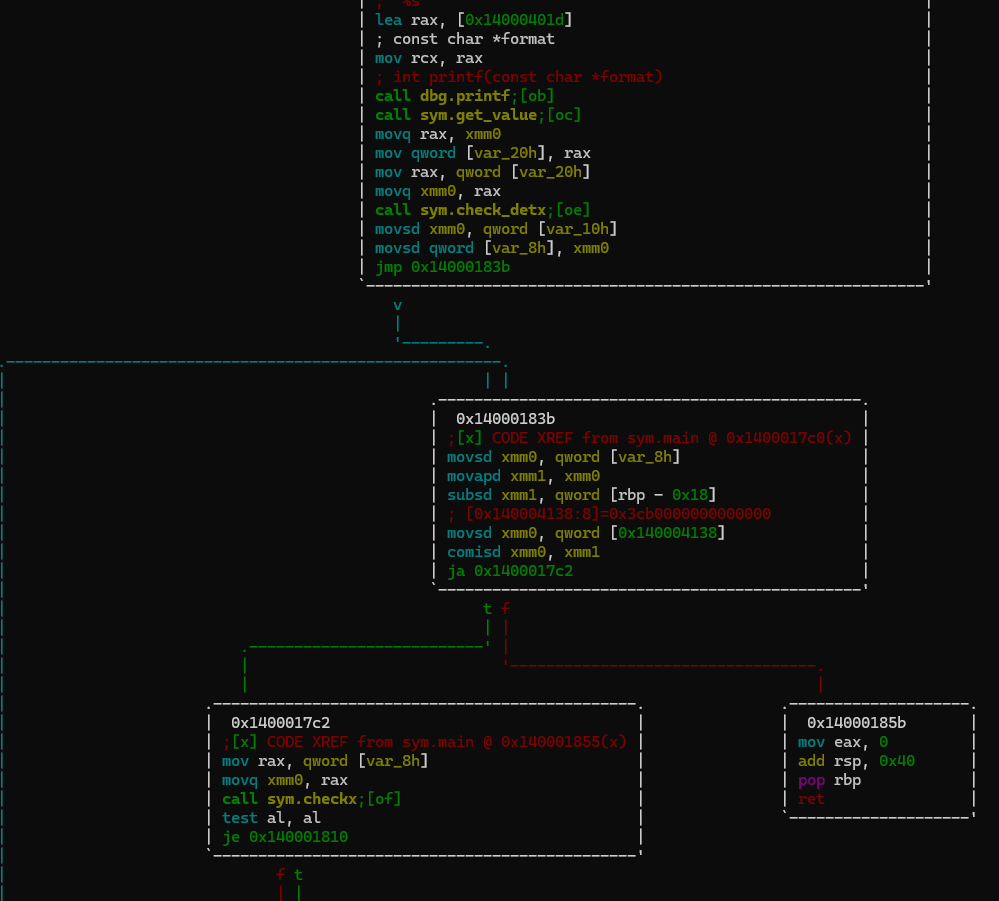 ; "%s"
lea rax, [0x14000401d]
; const char *format
mov rcx, rax
; int printf(const char *format)
call dbg.printf;[ob]
call sym.get_value;[oc]
movq rax, xmm0
mov qword [var_20h], rax
mov rax, qword [var_20h]
movq xmm0, rax
call sym.check_detx;[oe]
movsd xmm0, qword [var_10h]
movsd qword [var_8h], xmm0
jmp 0x14000183b
v
0x14000183b
;[x] CODE XREF from sym.main @ 0x1400017c0(x)
movsd xmm0, qword [var_8h]
movapd xmm1, xmm0
subsd xmm1, qword [rbp - 0x18]
; [0x140004138:8]=0x3cb0000000000000
movsd xmm0, qword [0x140004138]
comisd xmm0, xmm1
ja 0x1400017c2
t f
0x1400017c2
;[x] CODE XREF from sym.main @ 0x140001855(x)
mov rax, qword [var_8h]
movq xmm0, rax
call sym.checkx;[of]
test al, al
je 0x140001810
f t
0x14000185b
mov eax, 0
add rsp, 0x40
pop rbp
ret